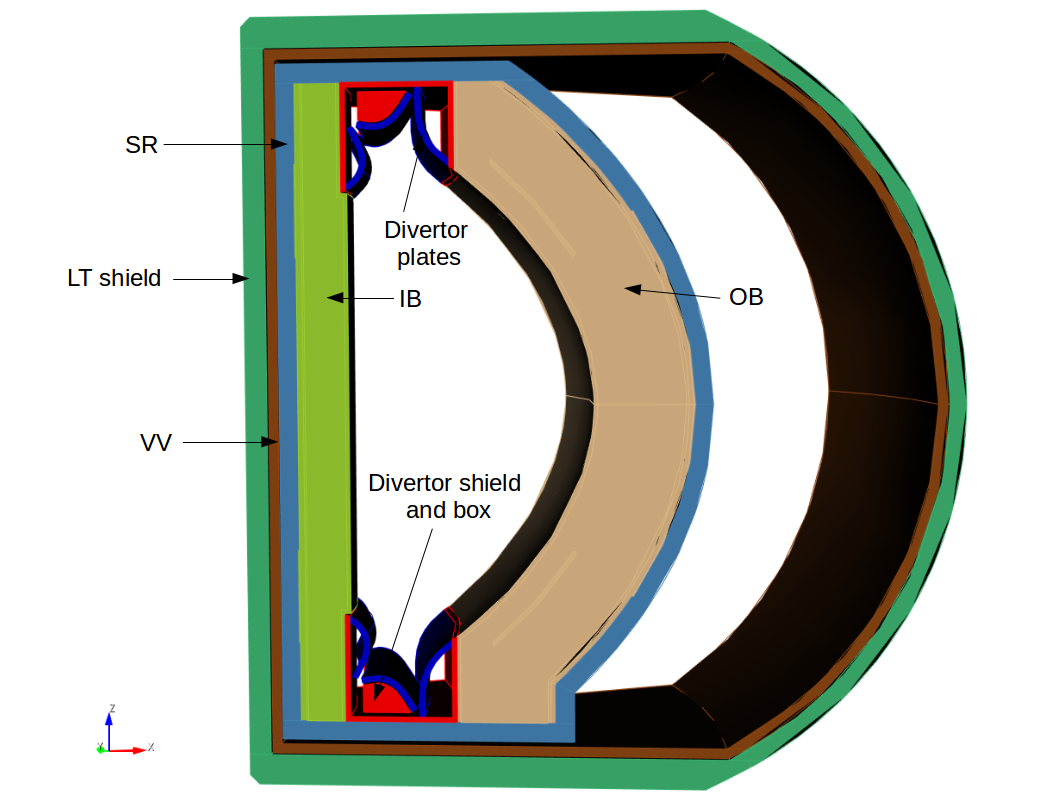 SR
Divertor
plates
LT shield
IB
OB
VV
Divertor shield
and box
Z
Y
X